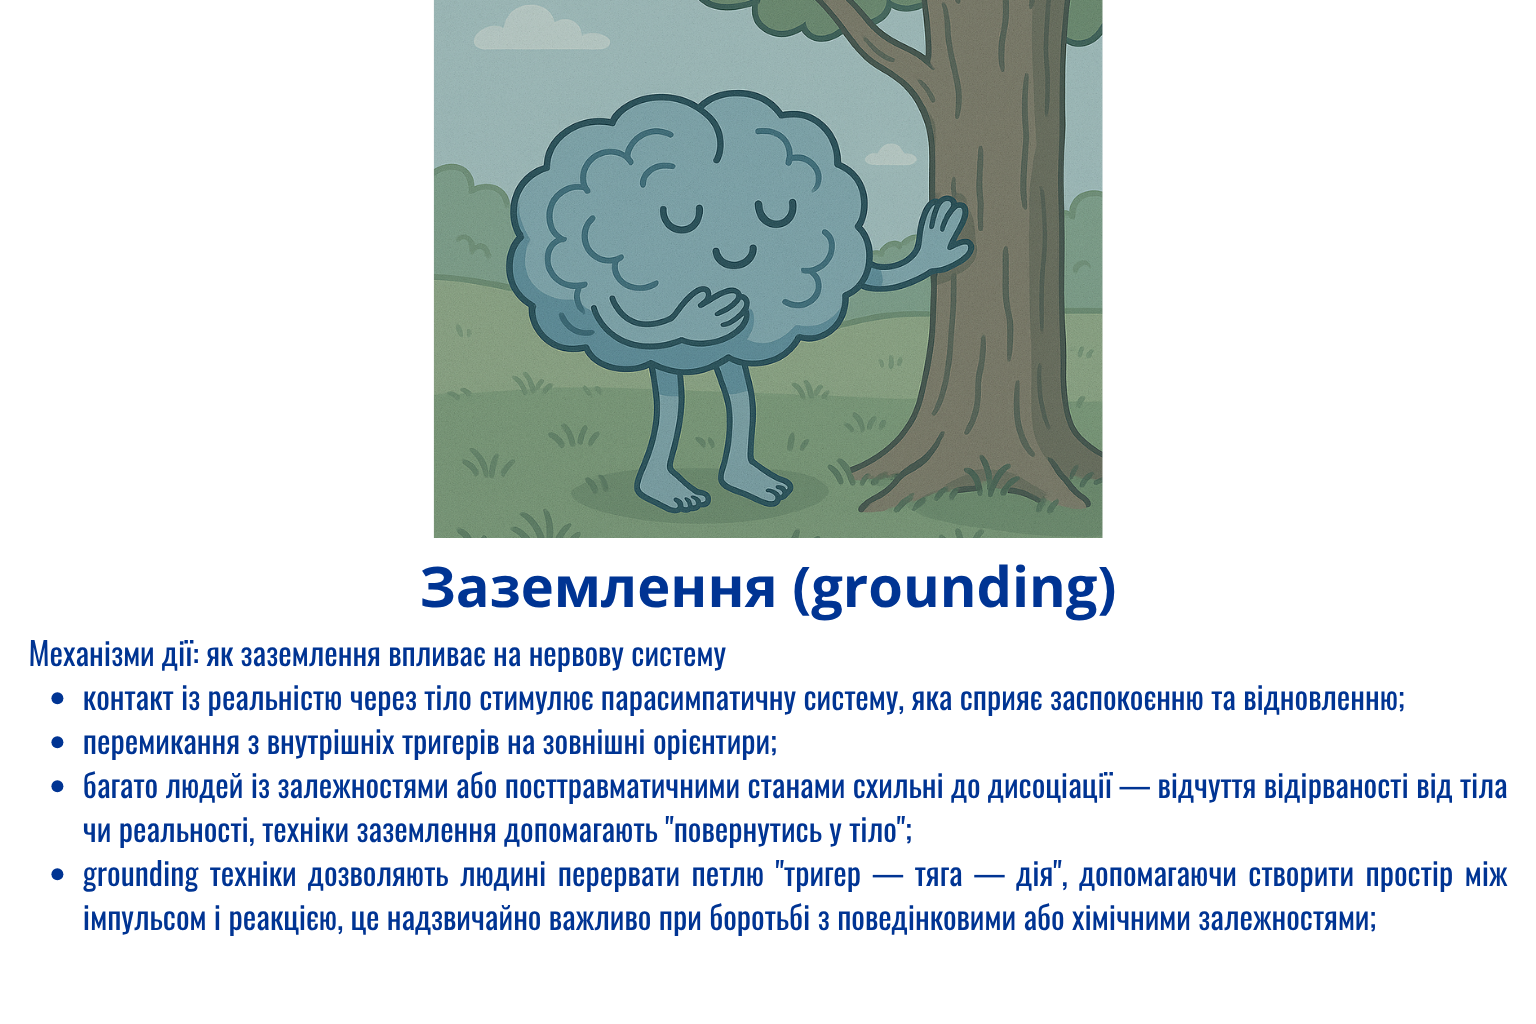 Заземлення (grounding)
Механізми дії: як заземлення впливає на нервову систему
• контакт із реальністю через тіло стимулює парасимпатичну систему, яка сприяє заспокоєнню та відновленню;
• перемикання з внутрішніх тригерів на зовнішні орієнтири;
• багато людей із залежностями або посттравматичними станами схильні до дисоціації — відчуття відірваності від тіла
чи реальності, техніки заземлення допомагають "повернутись у тіло";
• grounding техніки дозволяють людині перервати петлю "тригер — тяга — дія", допомагаючи створити простір між
імпульсом і реакцією, це надзвичайно важливо при боротьбі з поведінковими або хімічними залежностями;